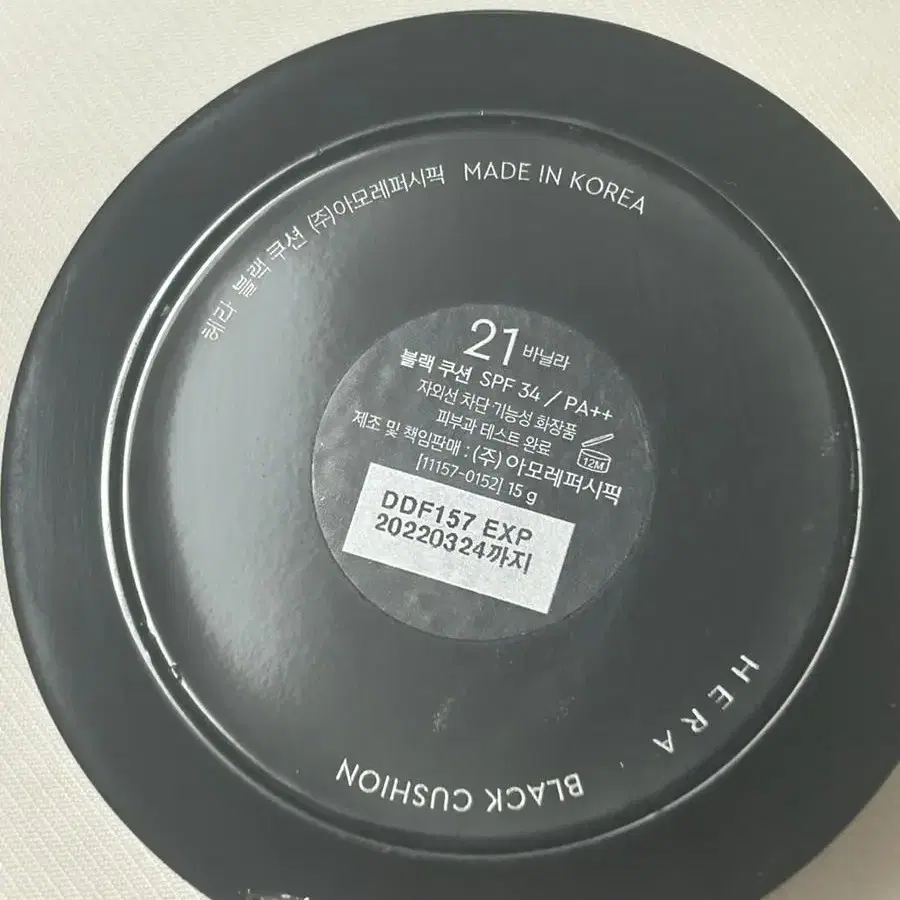 헤라 블랙 쿠션 (주)아모레퍼시픽 MADE IN KOREA
21 바닐라
블랙 쿠션 SPF 34 / PA++
자외선 차단 기능성 화장품
피부과 테스트 완료
12M
제조 및 책임판매 : (주) 아모레퍼시픽
[11157-0152] 15 g
DDF157 EXP
20220324까지
HERA . BLACK CUSHION